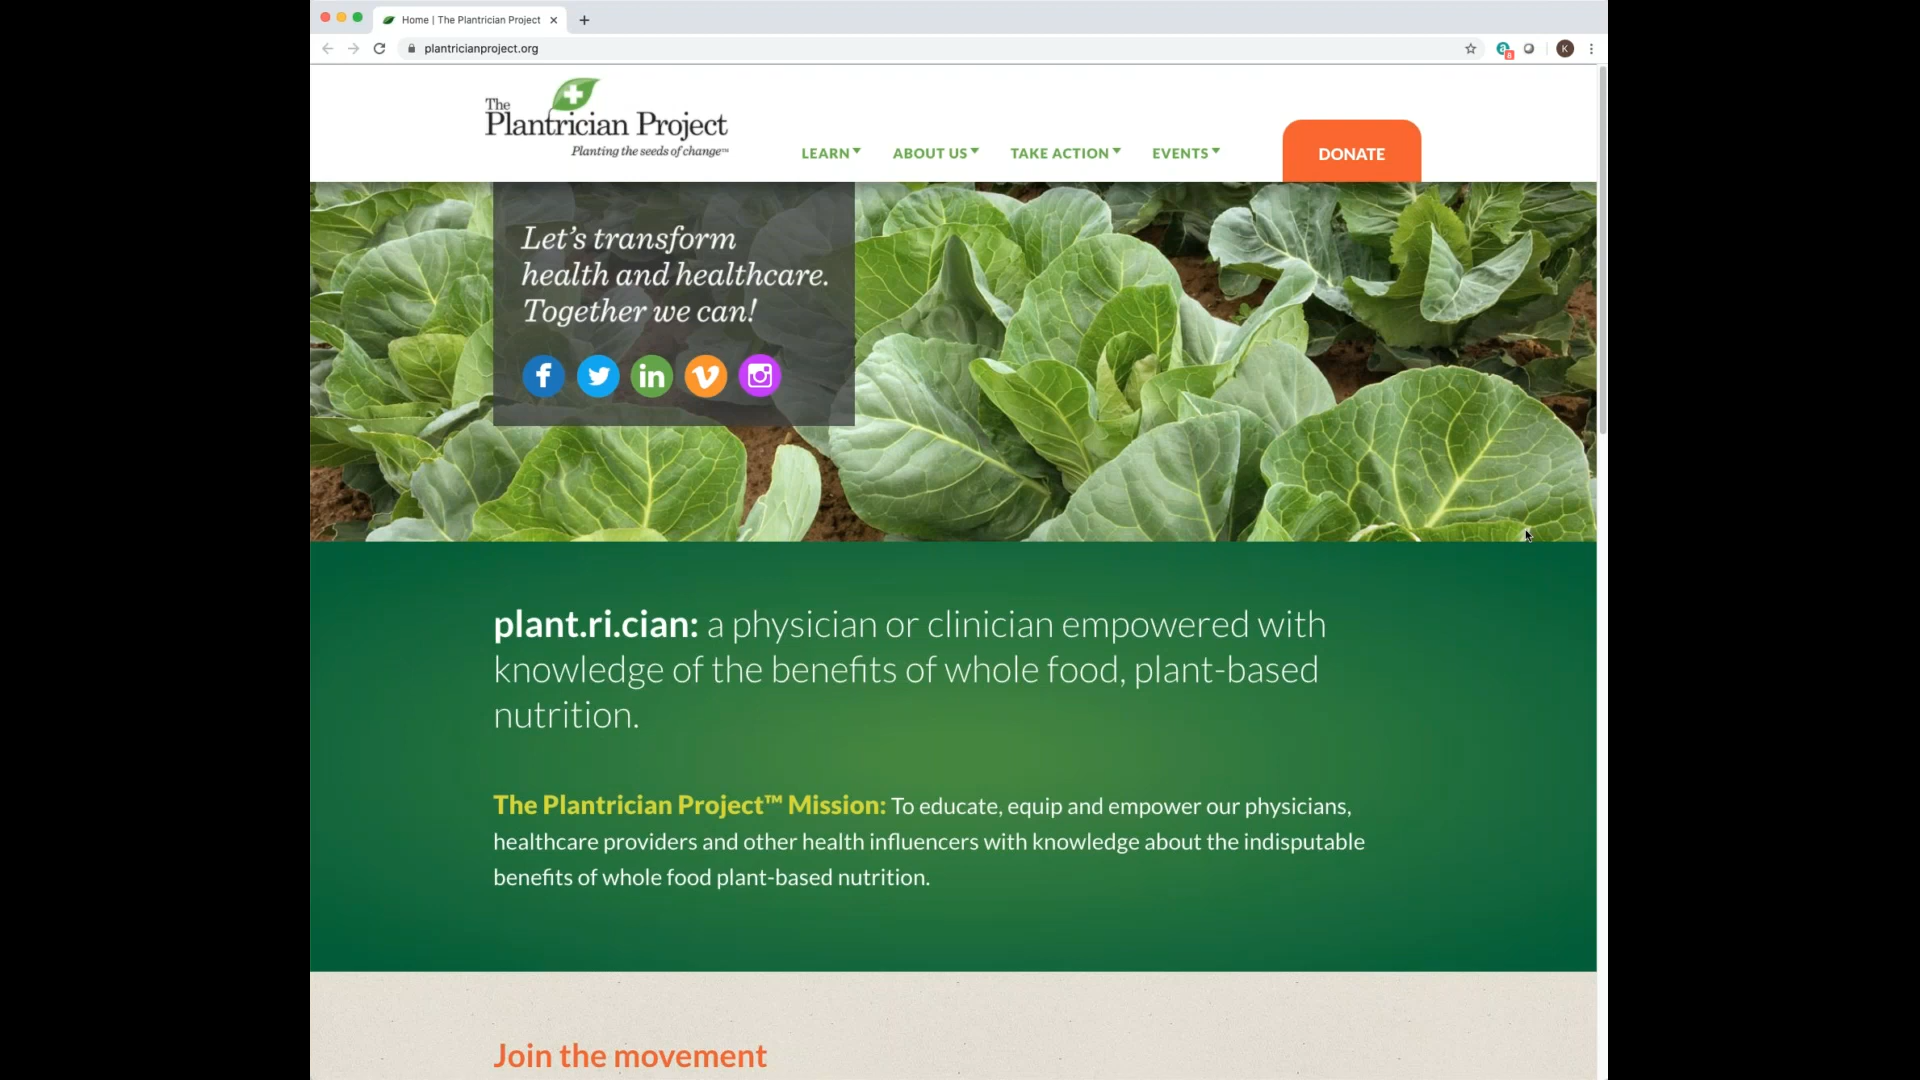 Home | The Plantrician Project
plantricianproject.org
K
The
Plantrician Project
Planting the seeds of change™
LEARN ABOUT US TAKE ACTION EVENTS
DONATE
Let's transform
health and healthcare.
Together we can!
plant.ri.cian: a physician or clinician empowered with
knowledge of the benefits of whole food, plant-based
nutrition.
The Plantrician Project™ Mission: To educate, equip and empower our physicians,
healthcare providers and other health influencers with knowledge about the indisputable
benefits of whole food plant-based nutrition.
Join the movement